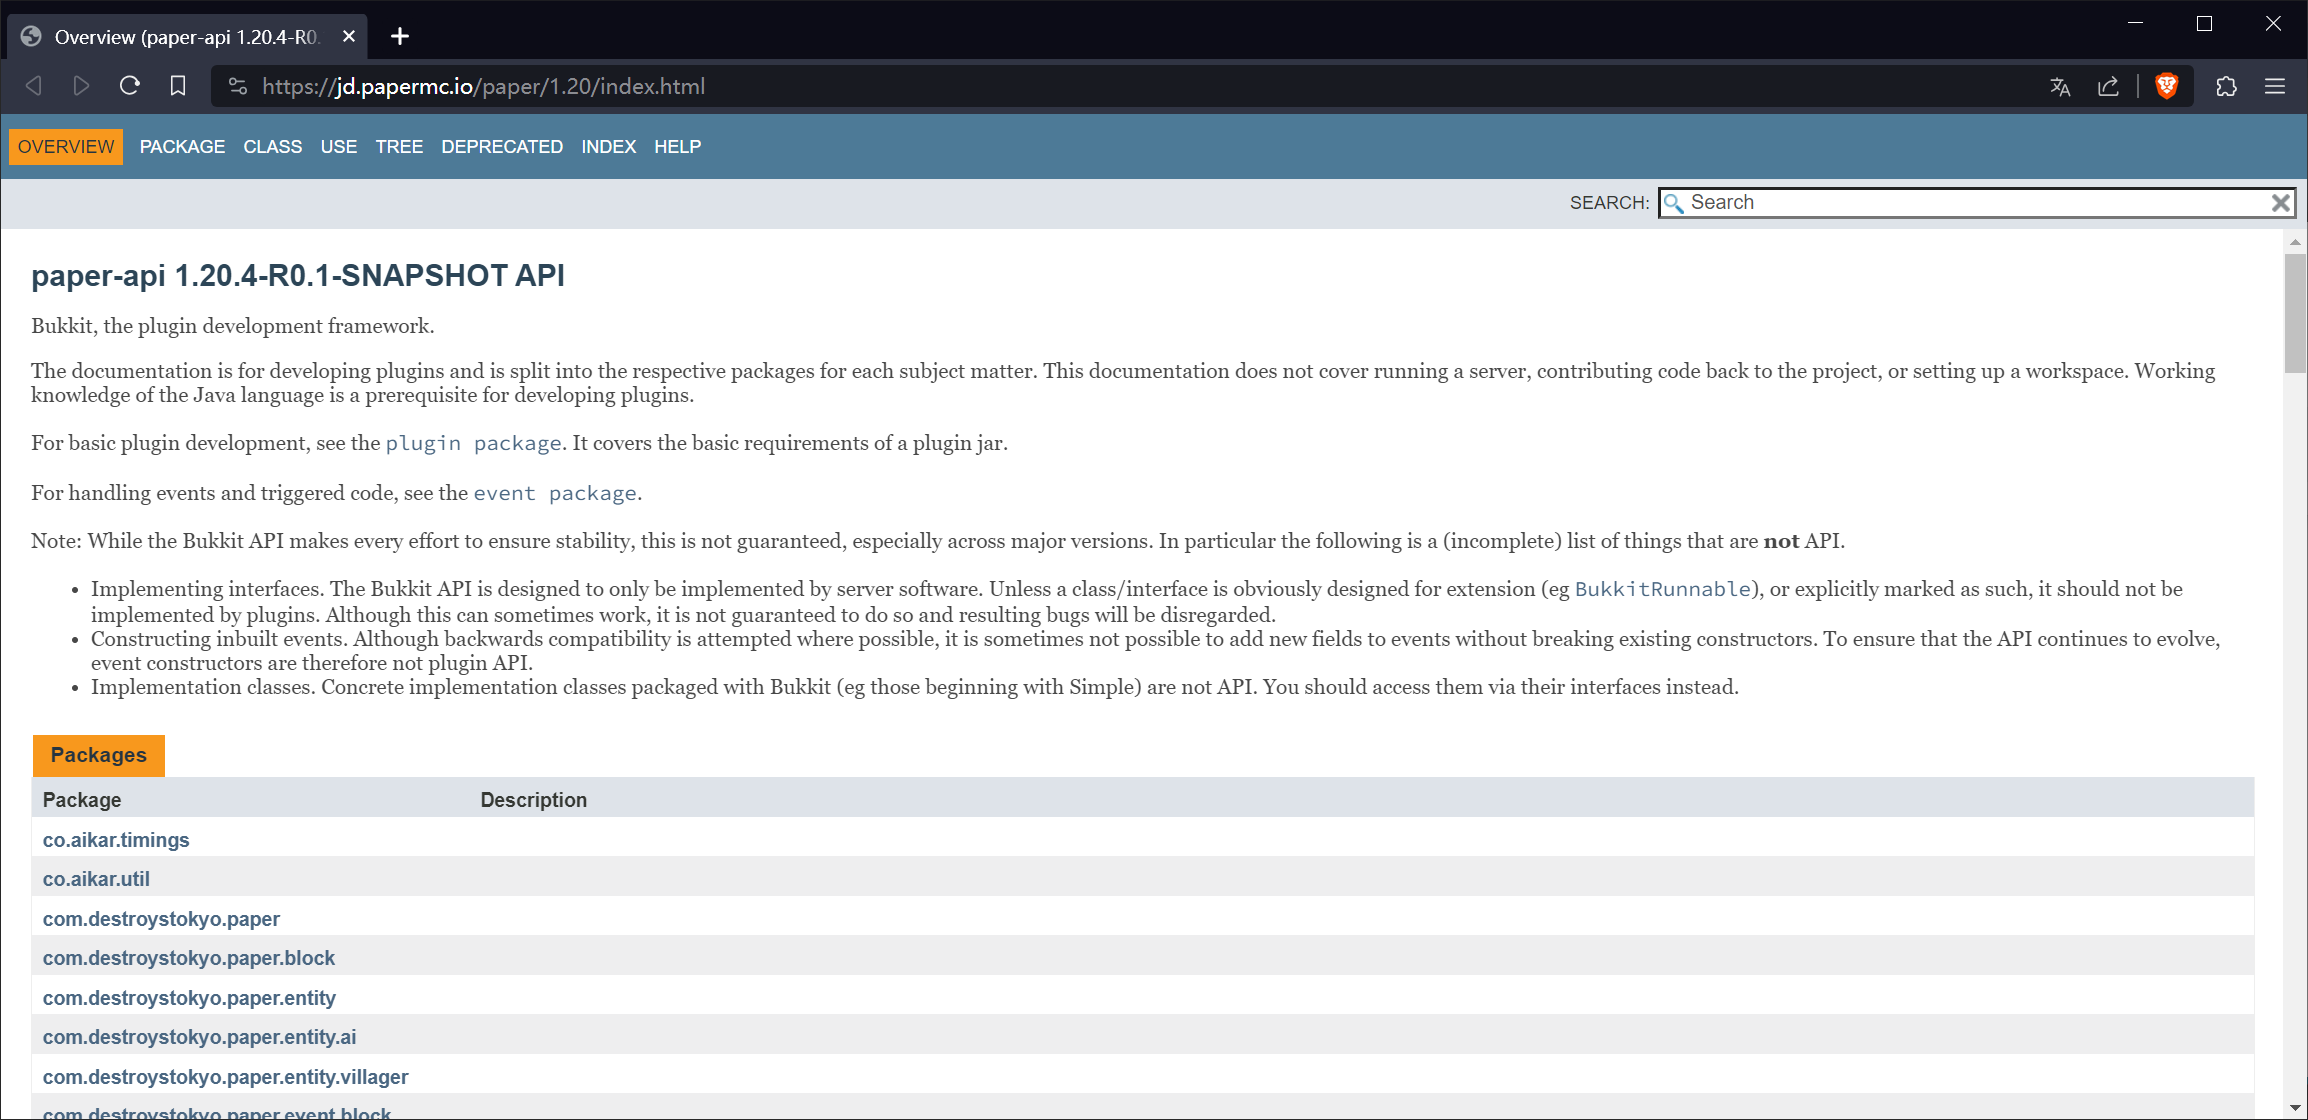 Overview (paper-api 1.20.4-R0.
https://jd.papermc.io/paper/1.20/index.html
OVERVIEW PACKAGE CLASS USE TREE DEPRECATED INDEX HELP
SEARCH: Search
paper-api 1.20.4-R0.1-SNAPSHOT API
Bukkit, the plugin development framework.
The documentation is for developing plugins and is split into the respective packages for each subject matter. This documentation does not cover running a server, contributing code back to the project, or setting up a workspace. Working
knowledge of the Java language is a prerequisite for developing plugins.
For basic plugin development, see the plugin package. It covers the basic requirements of a plugin jar.
For handling events and triggered code, see the event package.
Note: While the Bukkit API makes every effort to ensure stability, this is not guaranteed, especially across major versions. In particular the following is a (incomplete) list of things that are not API.
• Implementing interfaces. The Bukkit API is designed to only be implemented by server software. Unless a class/interface is obviously designed for extension (eg BukkitRunnable), or explicitly marked as such, it should not be
implemented by plugins. Although this can sometimes work, it is not guaranteed to do so and resulting bugs will be disregarded.
• Constructing inbuilt events. Although backwards compatibility is attempted where possible, it is sometimes not possible to add new fields to events without breaking existing constructors. To ensure that the API continues to evolve,
event constructors are therefore not plugin API.
• Implementation classes. Concrete implementation classes packaged with Bukkit (eg those beginning with Simple) are not API. You should access them via their interfaces instead.
Packages
Package Description
co.aikar.timings
co.aikar.util
com.destroystokyo.paper
com.destroystokyo.paper.block
com.destroystokyo.paper.entity
com.destroystokyo.paper.entity.ai
com.destroystokyo.paper.entity.villager
com.destroystokyo.paper.event.block